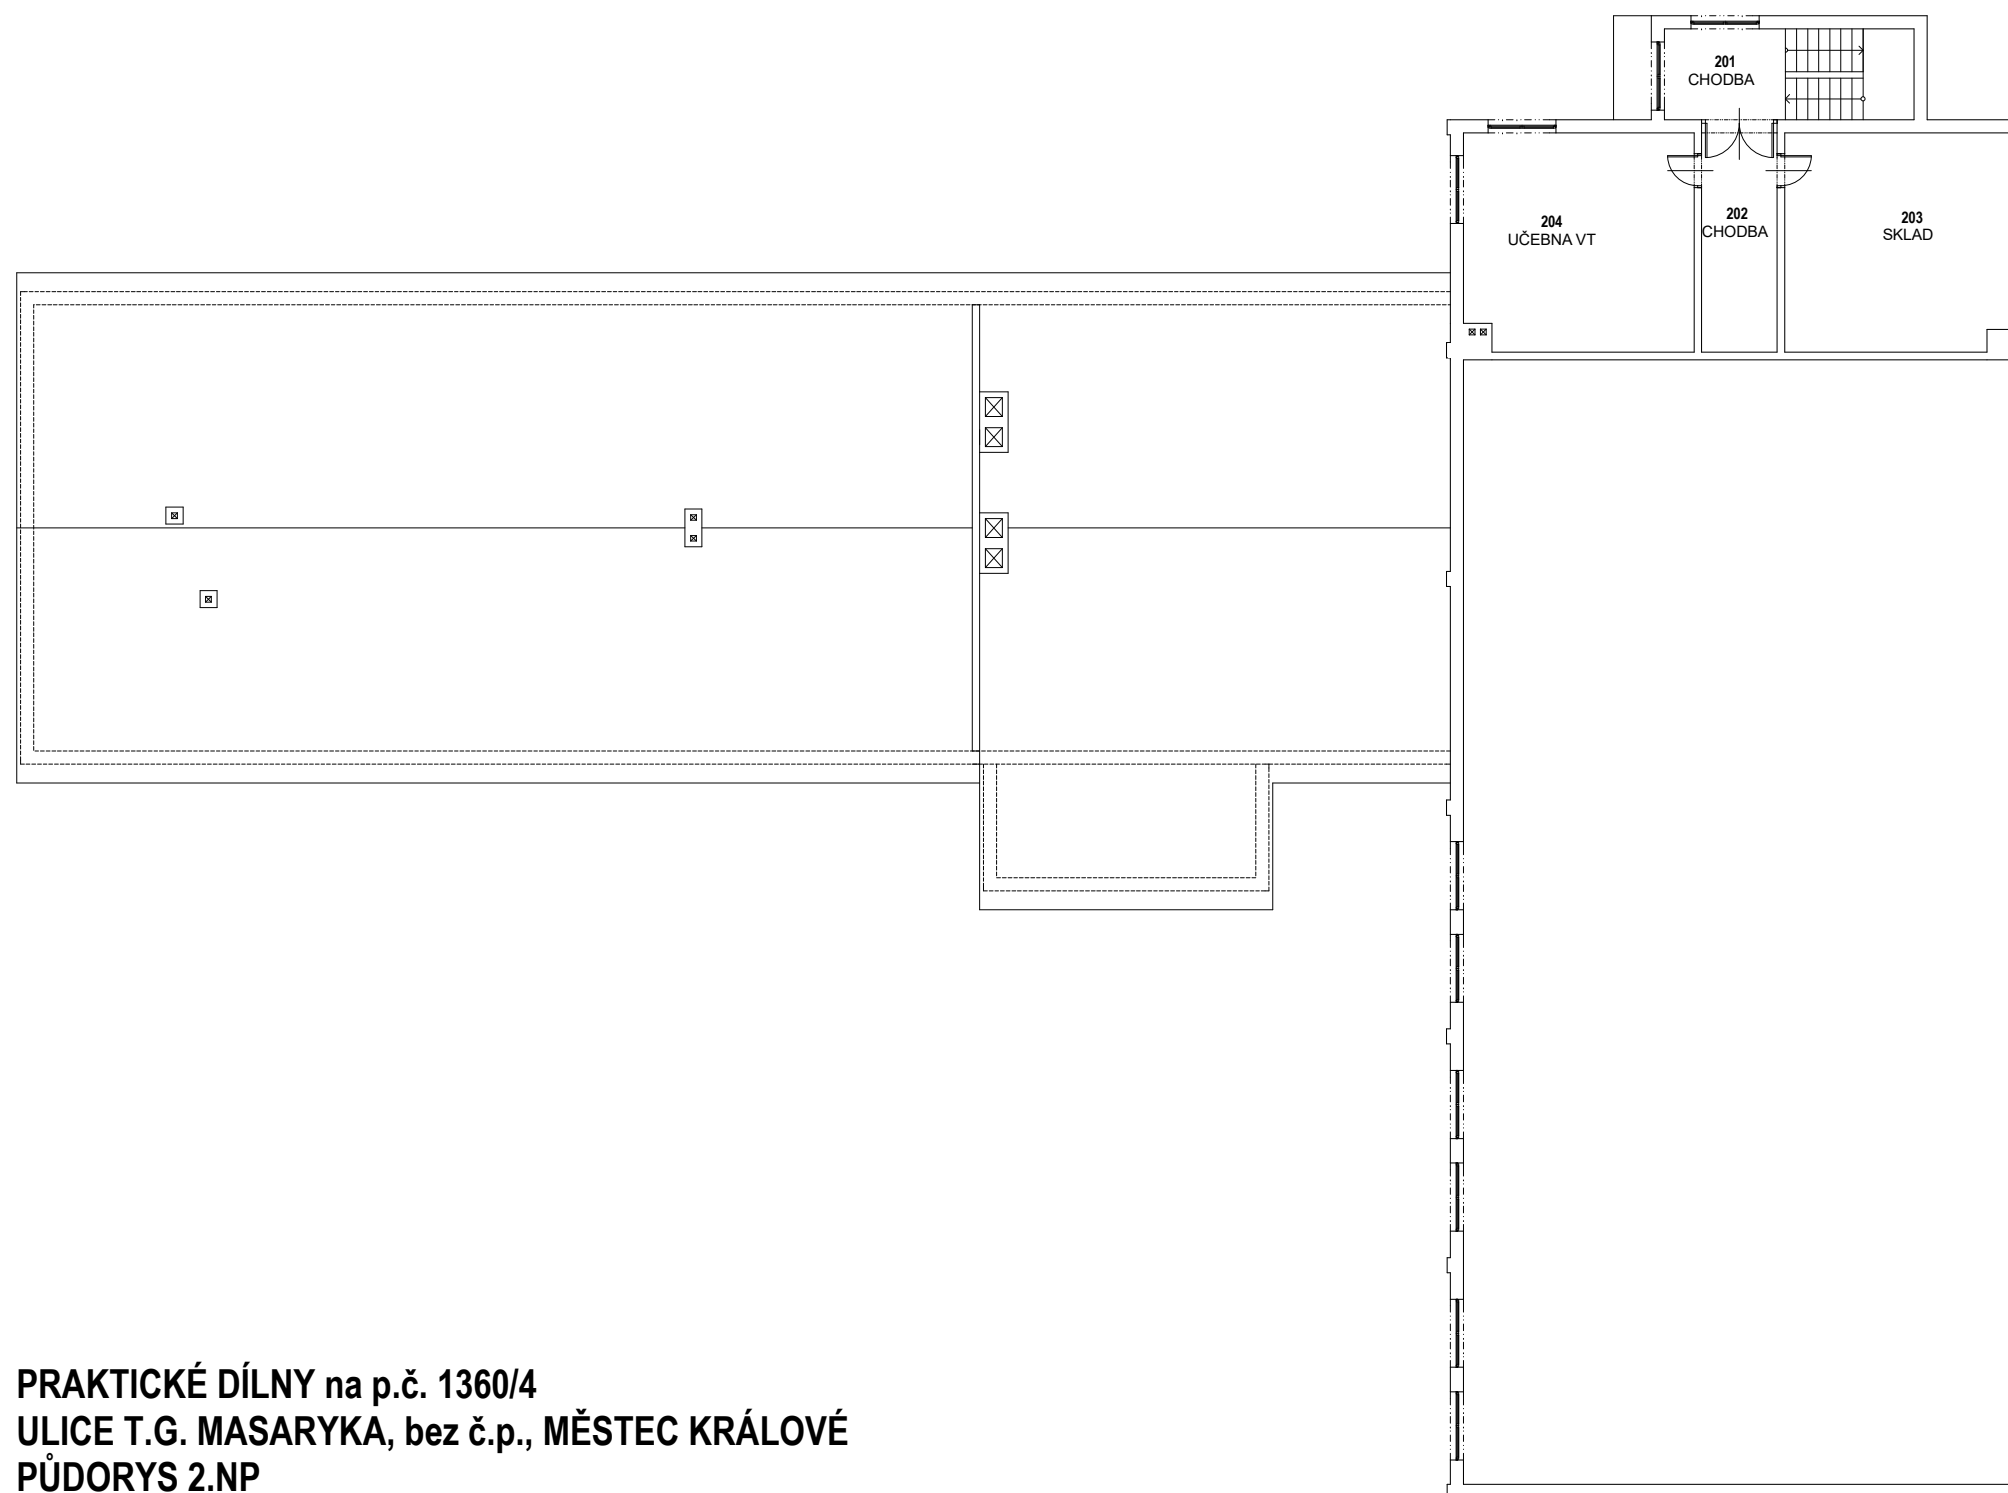 201
CHODBA
204
UČEBNA VT
202
CHODBA
203
SKLAD
PRAKTICKÉ DÍLNY na p.č. 1360/4
ULICE T.G. MASARYKA, bez č.p., MĚSTEC KRÁLOVÉ
PŮDORYS 2.NP